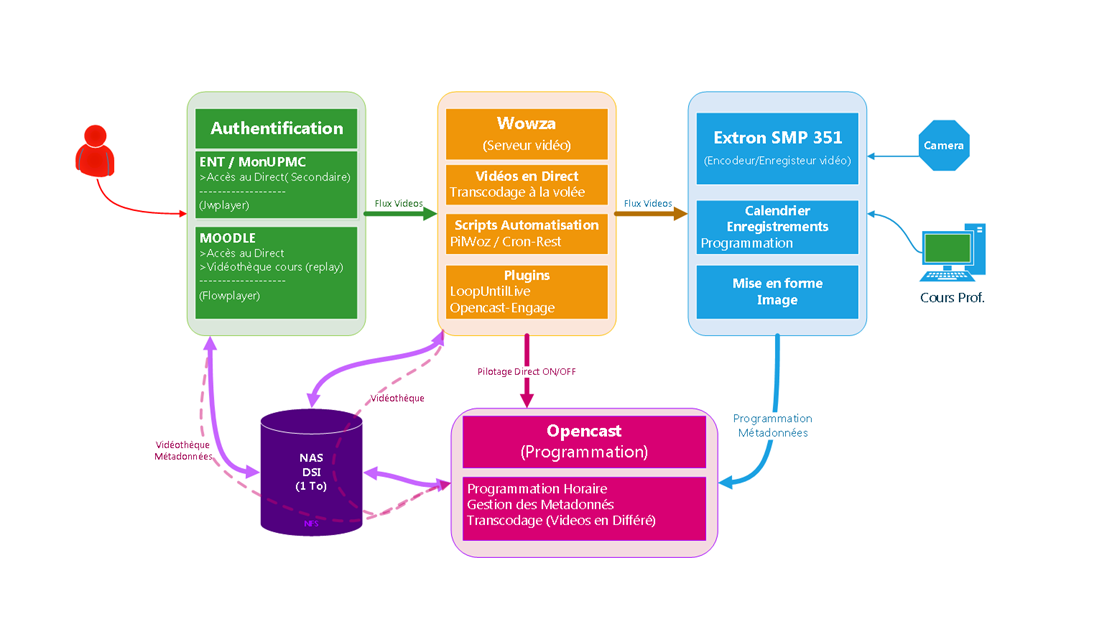 Authentification
ENT / MonUPMC
>Accès au Direct( Secondaire)
-------------------
(Jwplayer)
MOODLE
>Accès au Direct
>Vidéothèque cours (replay)
-------------------
(Flowplayer)
Flux Videos
Wowza
(Serveur vidéo)
Vidéos en Direct
Transcodage à la volée
Scripts Automatisation
PilWoz / Cron-Rest
Plugins
LoopUntilLive
Opencast-Engage
Flux Videos
Extron SMP 351
(Encodeur/Enregisteur vidéo)
Calendrier
Enregistrements
Programmation
Mise en forme
Image
Camera
Cours Prof.
Pilotage Direct ON/OFF
Vidéothéque
Vidéothèque
Métadonnées
NAS
DSI
(1 To)
NFS
Opencast
(Programmation)
Programmation Horaire
Gestion des Metadonnés
Transcodage (Videos en Différé)
Programmation
Métadonnées